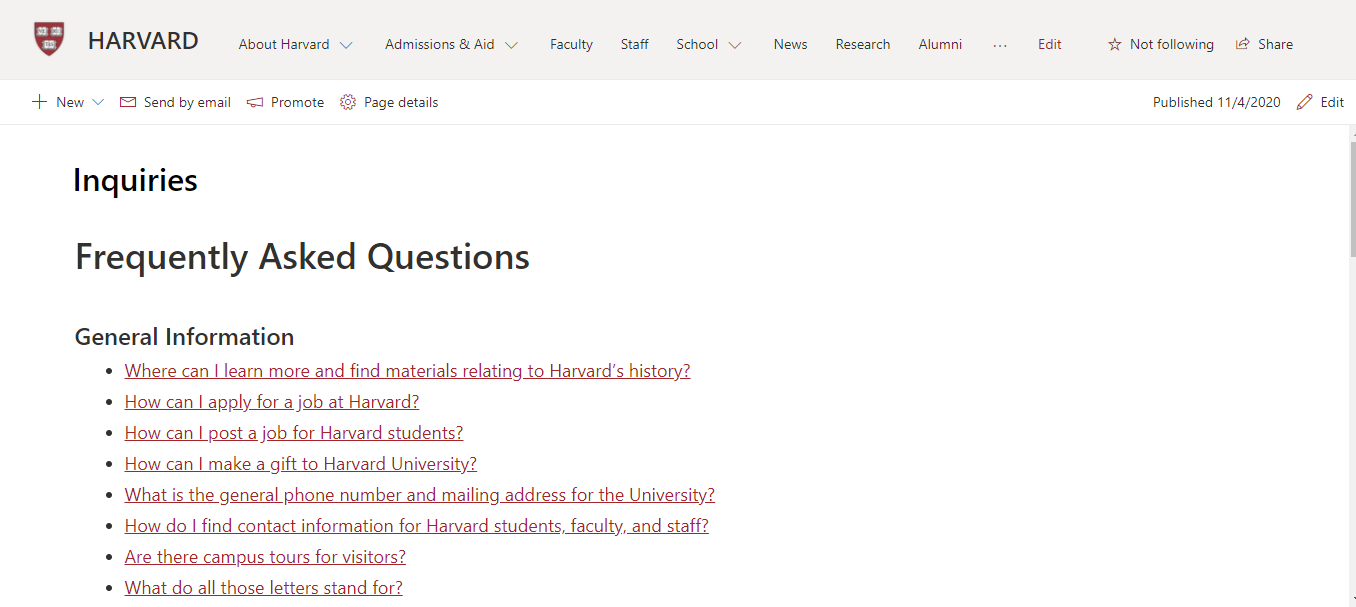 HARVARD About Harvard Admissions & Aid Faculty Staff School News Research Alumni ... Edit Not following Share
New Send by email Promote Page details Published 11/4/2020 Edit
Inquiries
Frequently Asked Questions
General Information
• Where can I learn more and find materials relating to Harvard's history?
• How can I apply for a job at Harvard?
• How can I post a job for Harvard students?
• How can I make a gift to Harvard University?
• What is the general phone number and mailing address for the University?
• How do I find contact information for Harvard students, faculty, and staff?
• Are there campus tours for visitors?
• What do all those letters stand for?